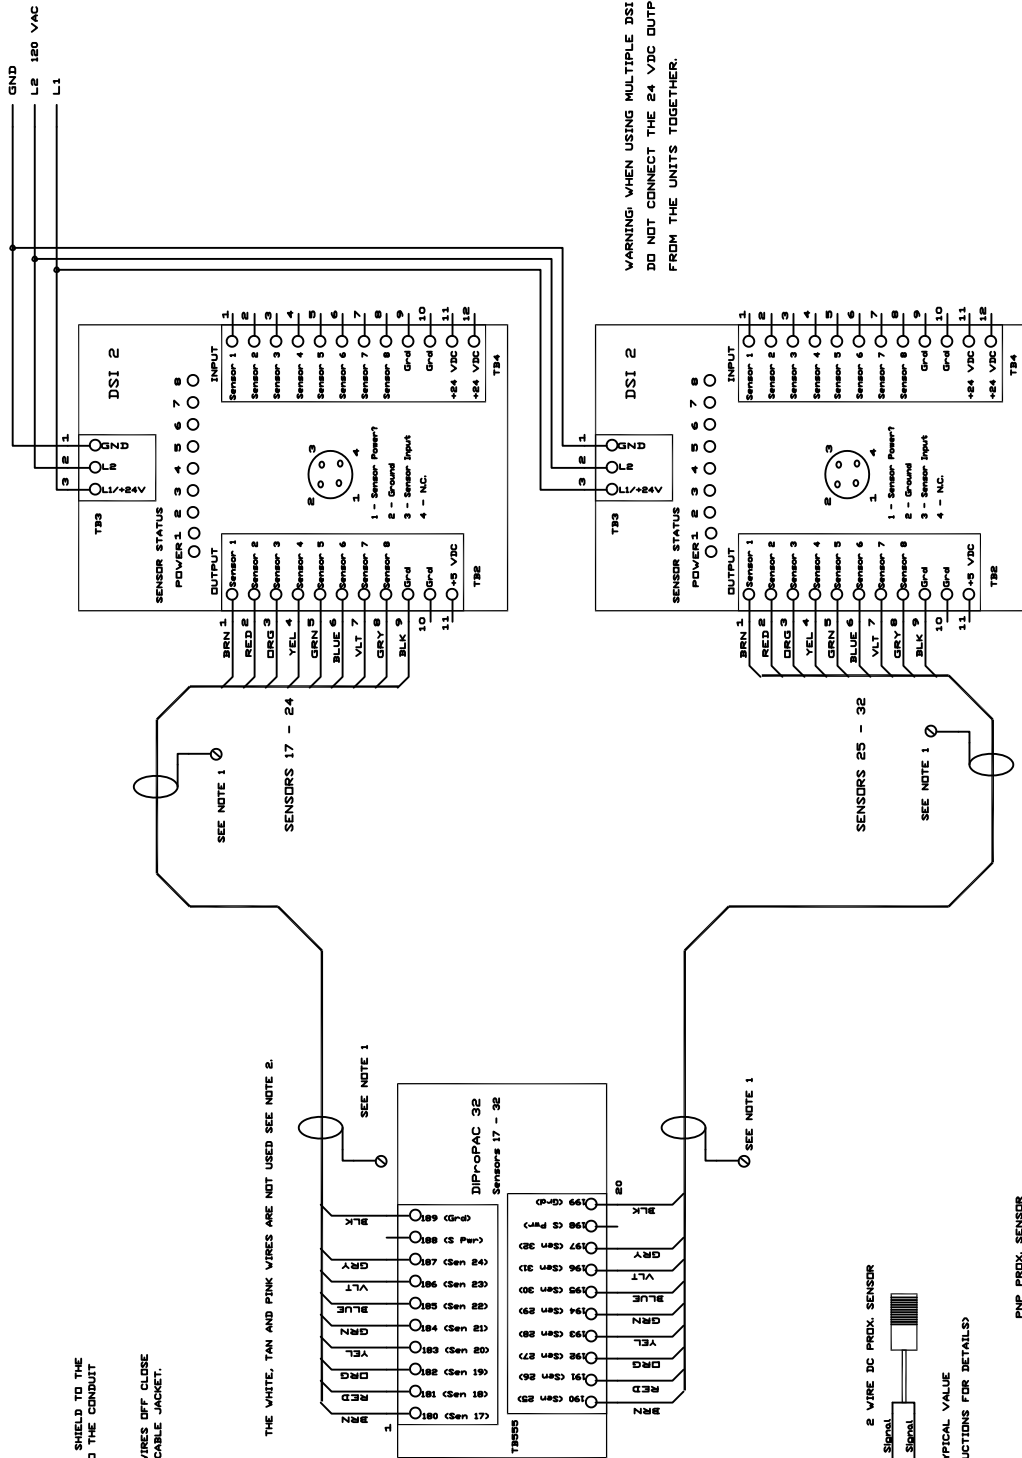 GND
L2 120 VAC
L1
WARNING: WHEN USING MULTIPLE DSI
DO NOT CONNECT THE 24 VDC OUTP
FROM THE UNITS TOGETHER.
DSI 2
TB3
1 2 3
GND
L2
L1/+24V
SENSOR STATUS
POWER 1 2 3 4 5 6 7 8
INPUT
1 Sensor 1
2 Sensor 2
3 Sensor 3
4 Sensor 4
5 Sensor 5
6 Sensor 6
7 Sensor 7
8 Sensor 8
9 Grd
10 Grd
11 +24 VDC
12 +24 VDC
TB4
1 2 3 4
1 - Sensor Power?
2 - Ground
3 - Sensor Input
4 - N.C.
OUTPUT
BRN 1 Sensor 1
RED 2 Sensor 2
ORG 3 Sensor 3
YEL 4 Sensor 4
GRN 5 Sensor 5
BLUE 6 Sensor 6
VLT 7 Sensor 7
GRY 8 Sensor 8
BLK 9 Grd
10 Grd
11 +5 VDC
TB2
SENSORS 17 - 24
SEE NOTE 1
DSI 2
TB3
1 2 3
GND
L2
L1/+24V
SENSOR STATUS
POWER 1 2 3 4 5 6 7 8
INPUT
1 Sensor 1
2 Sensor 2
3 Sensor 3
4 Sensor 4
5 Sensor 5
6 Sensor 6
7 Sensor 7
8 Sensor 8
9 Grd
10 Grd
11 +24 VDC
12 +24 VDC
TB4
1 2 3 4
1 - Sensor Power?
2 - Ground
3 - Sensor Input
4 - N.C.
OUTPUT
BRN 1 Sensor 1
RED 2 Sensor 2
ORG 3 Sensor 3
YEL 4 Sensor 4
GRN 5 Sensor 5
BLUE 6 Sensor 6
VLT 7 Sensor 7
GRY 8 Sensor 8
BLK 9 Grd
10 Grd
11 +5 VDC
TB2
SENSORS 25 - 32
SEE NOTE 1
THE WHITE, TAN AND PINK WIRES ARE NOT USED SEE NOTE 2.
SEE NOTE 1
SEE NOTE 1
DIProPAC 32
Sensors 17 - 32
BLK 189 (Grd)
188 (S Pwr)
GRY 187 (Sen 24)
VLT 186 (Sen 23)
BLUE 185 (Sen 22)
GRN 184 (Sen 21)
YEL 183 (Sen 20)
ORG 182 (Sen 19)
RED 181 (Sen 18)
BRN 180 (Sen 17)
1
20
199 (Grd) BLK
198 (S Pwr)
197 (Sen 32) GRY
196 (Sen 31) VLT
195 (Sen 30) BLUE
194 (Sen 29) GRN
193 (Sen 28) YEL
192 (Sen 27) ORG
191 (Sen 26) RED
190 (Sen 25) BRN
TB555
SHIELD TO THE
O THE CONDUIT
WIRES OFF CLOSE
CABLE JACKET.
2 WIRE DC PROX. SENSOR
Signal
Signal
YPICAL VALUE
UCTIONS FOR DETAILS)
PNP PROX. SENSOR